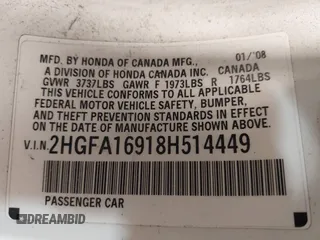 MFD. BY HONDA OF CANADA MFG., 01/'08
A DIVISION OF HONDA CANADA INC. CANADA
GVWR 3737LBS GAWR F 1973LBS R 1764LBS
THIS VEHICLE CONFORMS TO ALL APPLICABLE
FEDERAL MOTOR VEHICLE SAFETY, BUMPER,
AND THEFT PREVENTION STANDARDS IN EFFECT
ON THE DATE OF MANUFACTURE SHOWN ABOVE.
V.I.N. 2HGFA16918H514449
PASSENGER CAR
DREAMBID